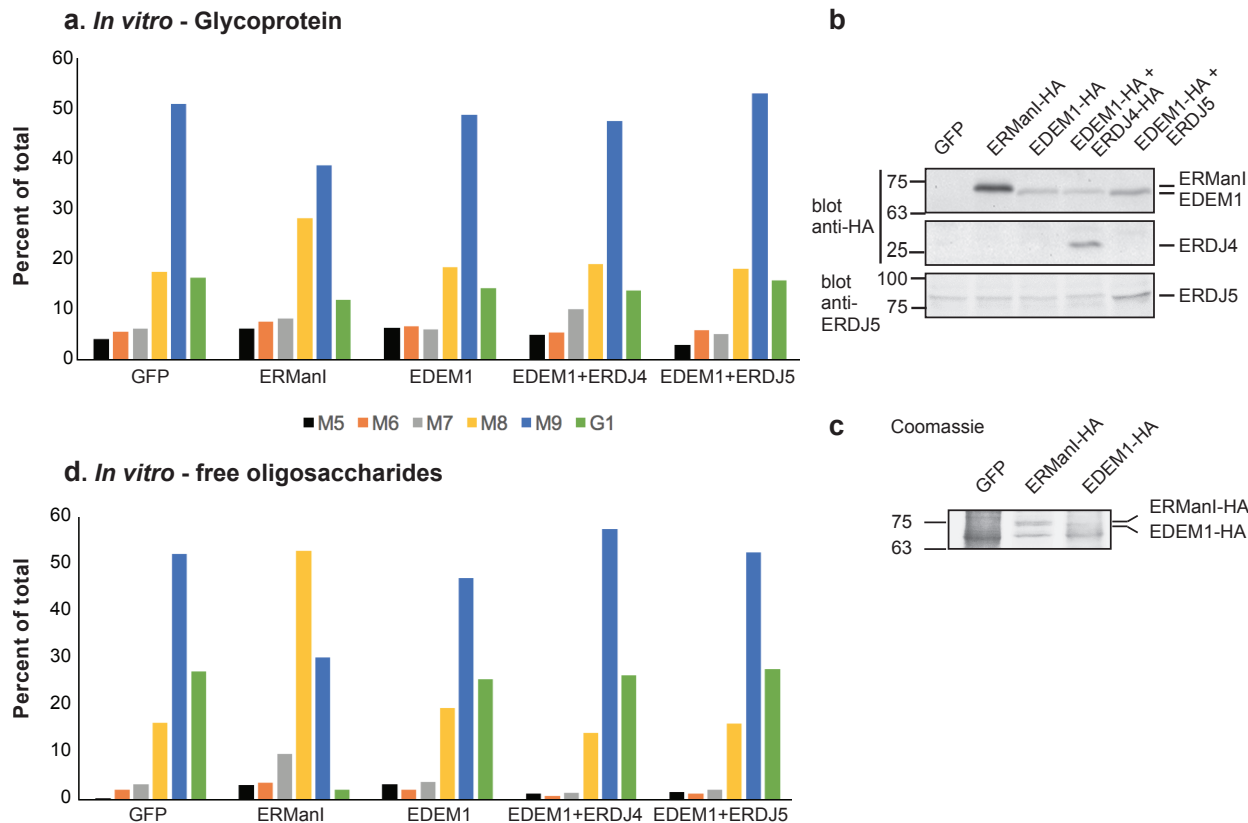 a. In vitro - Glycoprotein
Percent of total
60
50
40
30
20
10
0
GFP
ERManI
EDEM1
EDEM1+ERDJ4
EDEM1+ERDJ5
M5 M6 M7 M8 M9 G1
b
GFP
ERManI-HA
EDEM1-HA
EDEM1-HA +
ERDJ4-HA
EDEM1-HA +
ERDJ5
blot
anti-HA
75
63
ERManI
EDEM1
25
ERDJ4
blot
anti-
ERDJ5
100
75
ERDJ5
c
Coomassie
GFP
ERManI-HA
EDEM1-HA
75
63
ERManI-HA
EDEM1-HA
d. In vitro - free oligosaccharides
Percent of total
60
50
40
30
20
10
0
GFP
ERManI
EDEM1
EDEM1+ERDJ4
EDEM1+ERDJ5